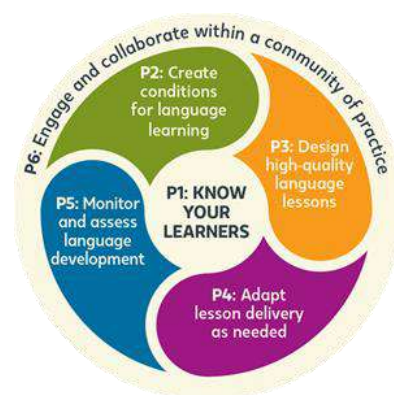 P6: Engage and collaborate within a community of practice
P2: Create
conditions
for language
learning
P3: Design
high-quality
language
lessons
P1: KNOW
YOUR
LEARNERS
P5: Monitor
and assess
language
development
P4: Adapt
lesson delivery
as needed